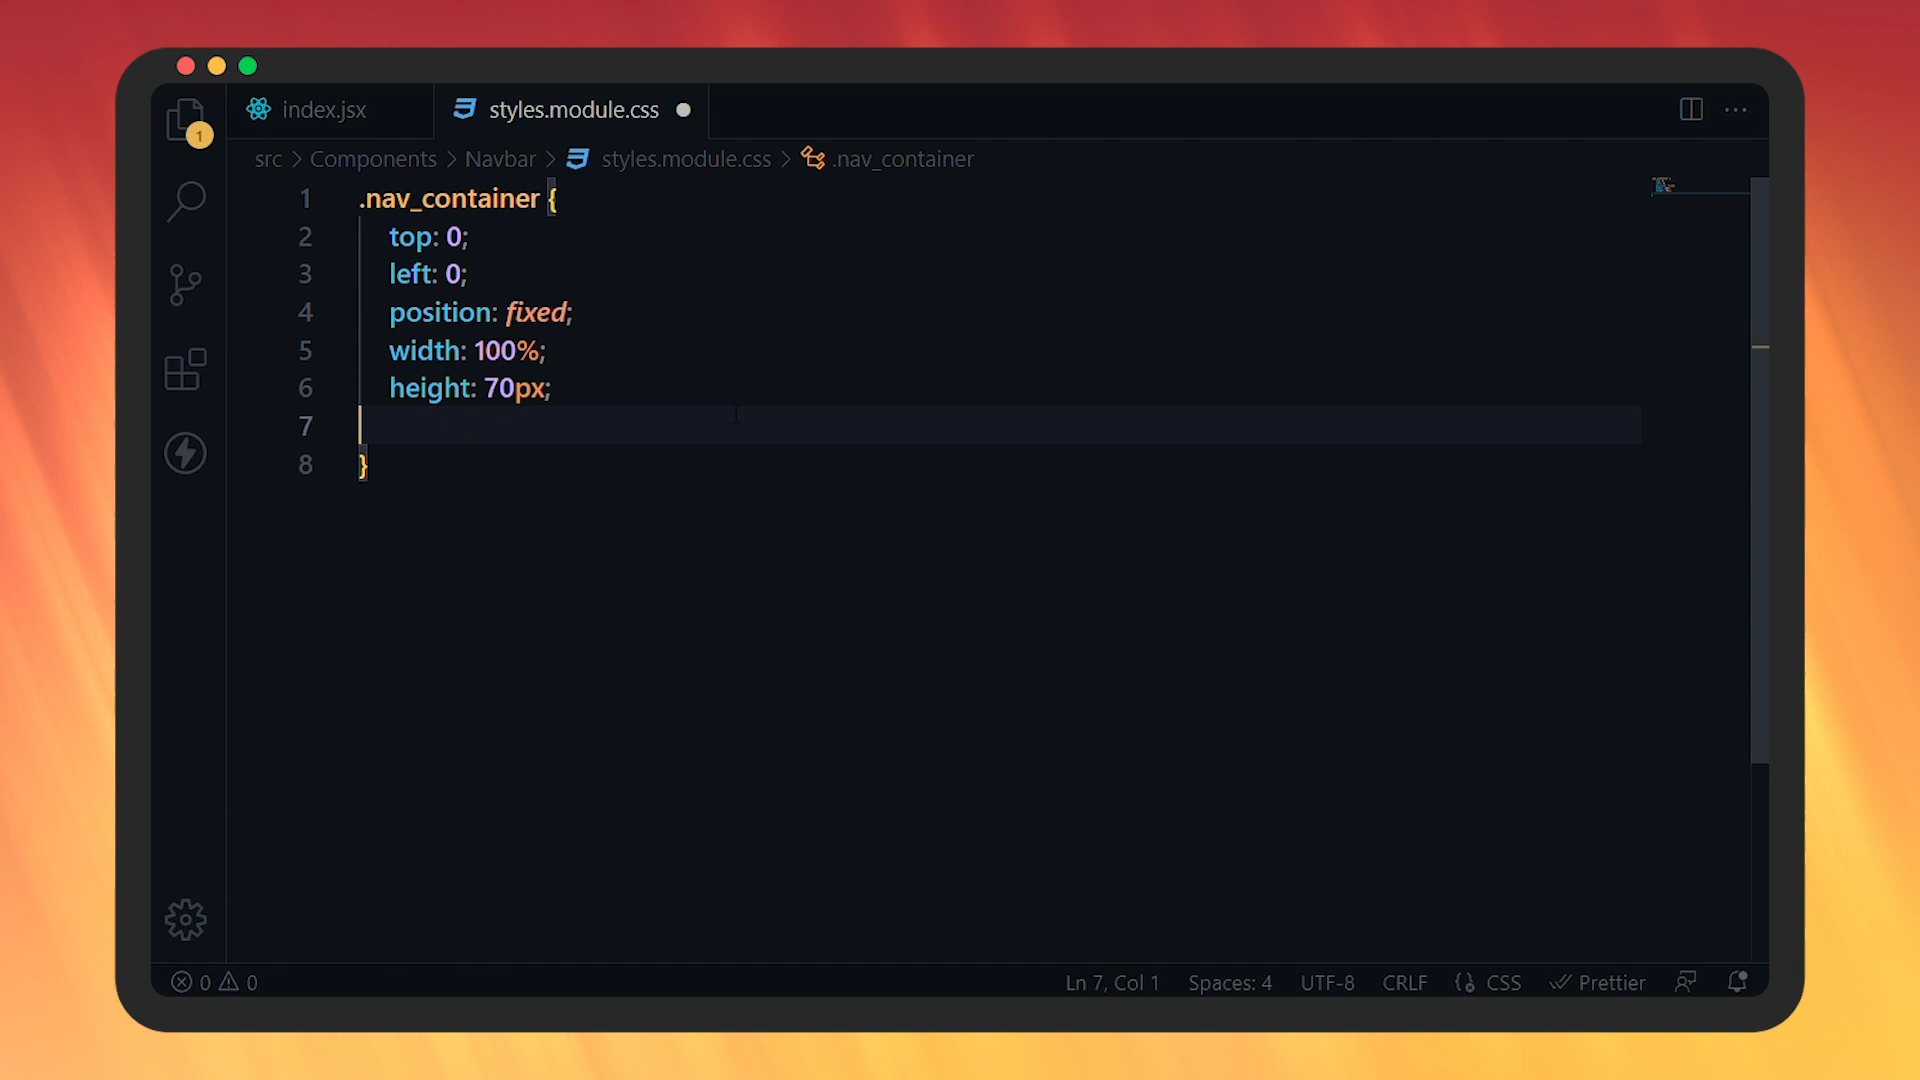 index.jsx
styles.module.css
1
src > Components > Navbar > styles.module.css > .nav_container
1 .nav_container {
2 top: 0;
3 left: 0;
4 position: fixed;
5 width: 100%;
6 height: 70px;
7
8 }
0 0
Ln 7, Col 1 Spaces: 4 UTF-8 CRLF {} CSS Prettier